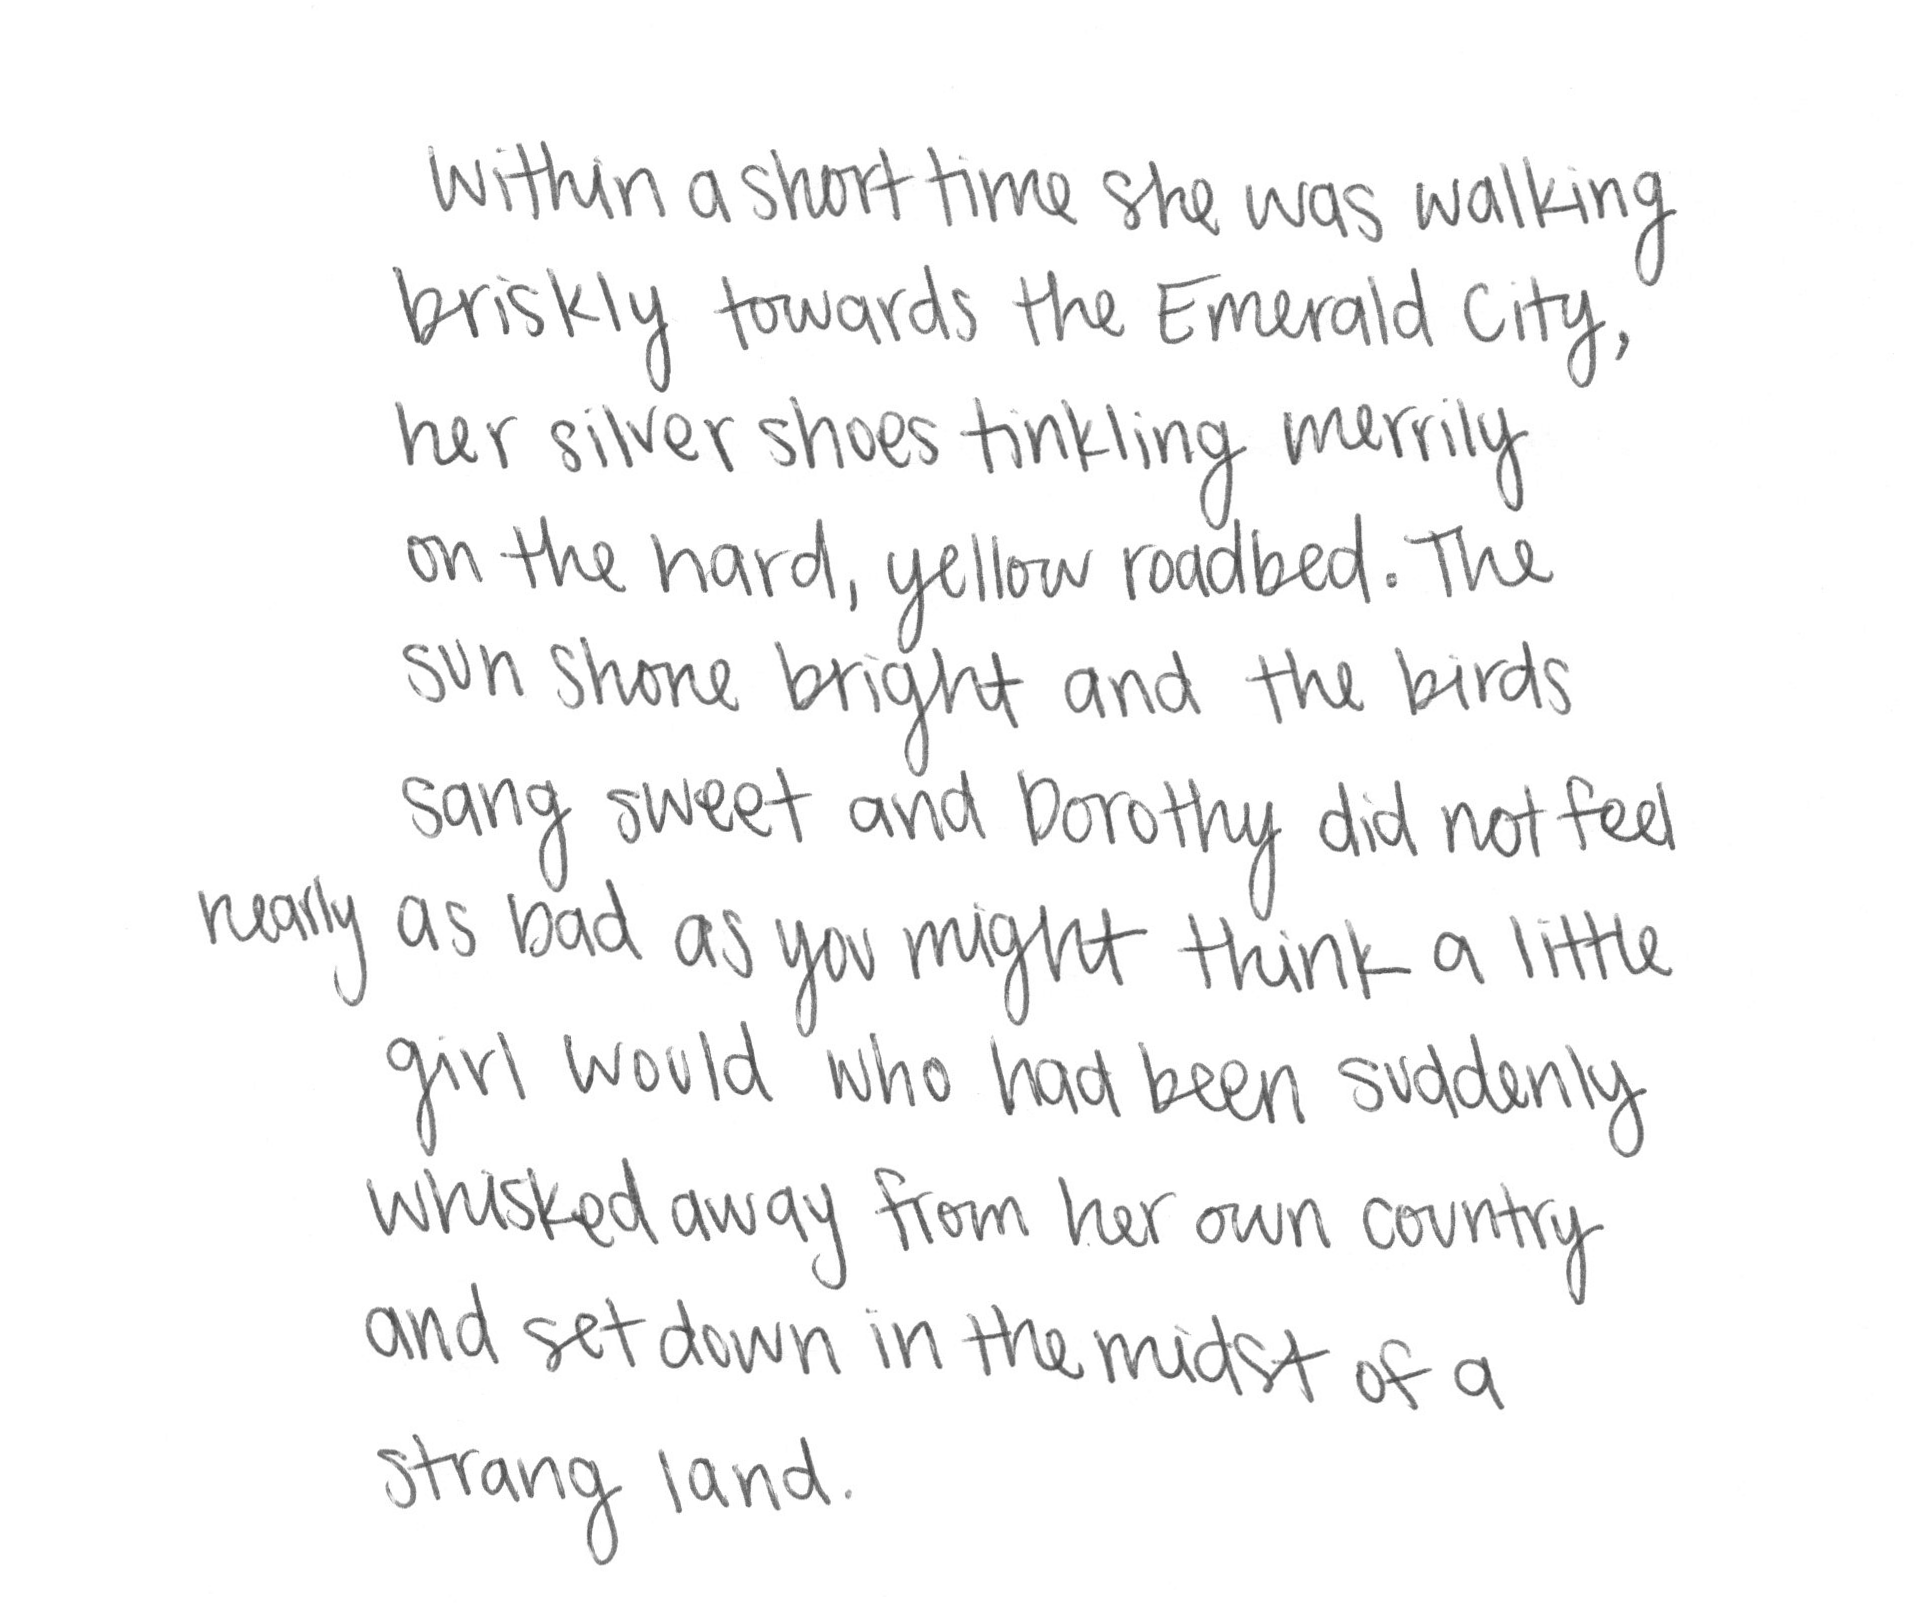 Within a short time she was walking
briskly towards the Emerald City,
her silver shoes tinkling merrily
on the hard, yellow roadbed. The
sun shone bright and the birds
sang sweet and Dorothy did not feel
nearly as bad as you might think a little
girl would who had been suddenly
whisked away from her own country
and set down in the midst of a
strang land.